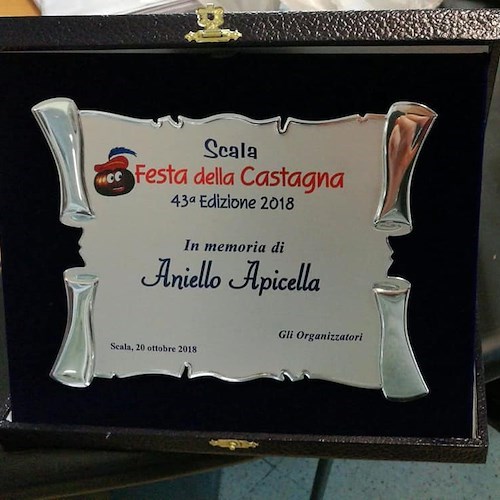 Scala
Festa della Castagna
43ª Edizione 2018
In memoria di
Aniello Apicella
Gli Organizzatori
Scala, 20 ottobre 2018